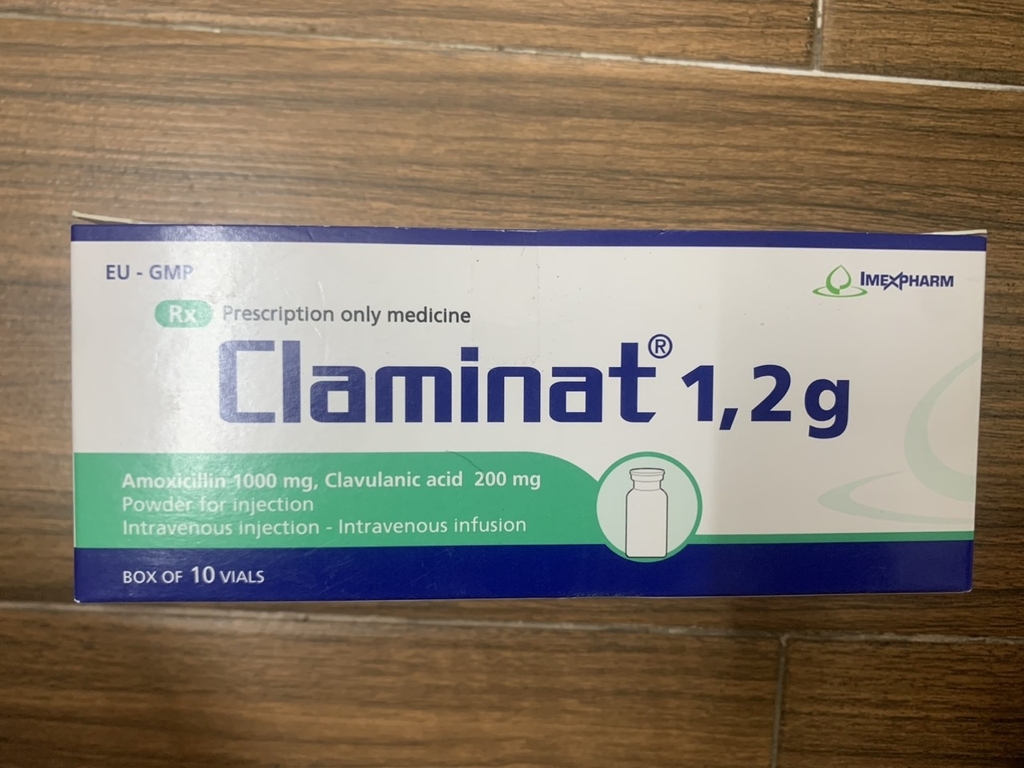 EU - GMP
IMEXPHARM
Rx Prescription only medicine
Claminat® 1,2g
Amoxicillin 1000 mg, Clavulanic acid 200 mg
Powder for injection
Intravenous injection - Intravenous infusion
BOX OF 10 VIALS